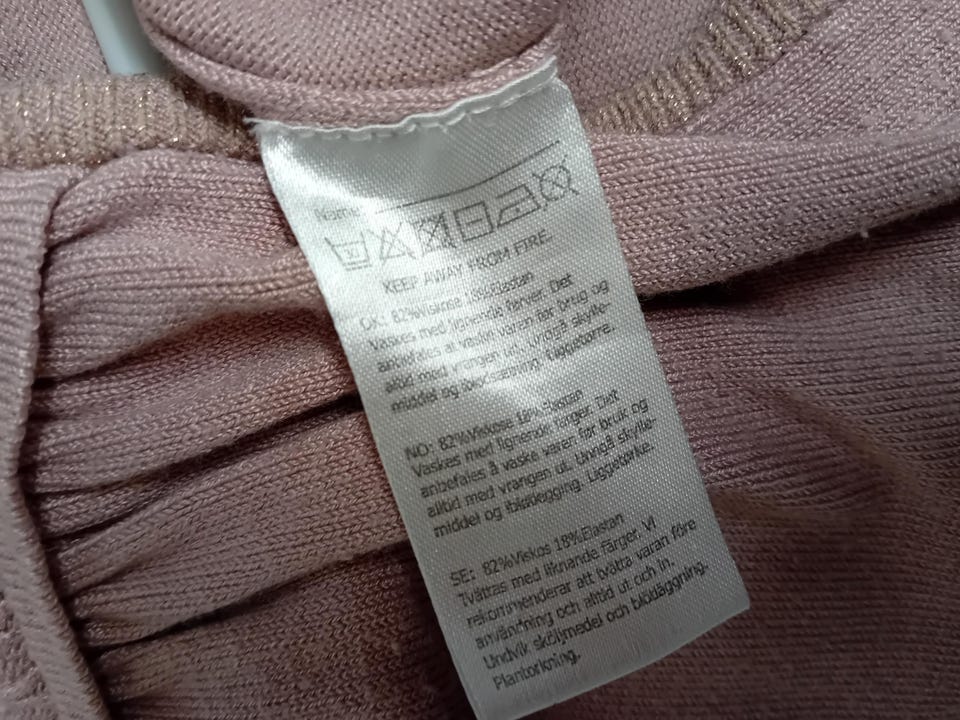 Name
30
KEEP AWAY FROM FIRE.
DK: 82%Viskose 18%Elastan
Vaskes med lignende farver. Det
anbefales at vaske varen før brug og
altid med vrangen ud. Undgå skylle-
middel og iblødsætning. Liggetørre.
NO: 82%Viskose 18%Elastan
Vaskes med lignende farger. Det
anbefales å vaske varen før bruk og
alltid med vrangen ut. Unngå skylle-
middel og ibløtlegging. Liggetørke.
SE: 82%Viskos 18%Elastan
Tvättas med liknande färger. Vi
rekommenderar att tvätta varan före
användning och alltid ut och in.
Undvik sköljmedel och blödläggning.
Plantorkning.